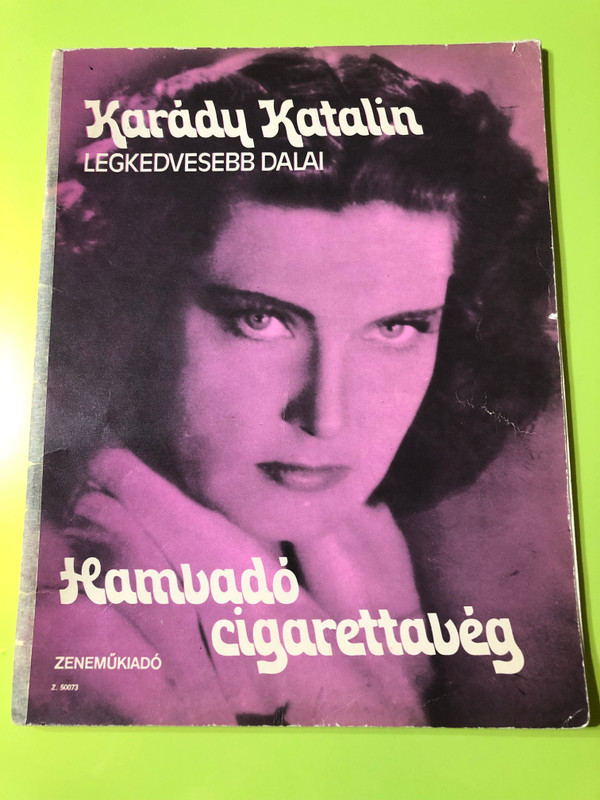 Karády Katalin
LEGKEDVESEBB DALAI
Hamvadó
cigarettavég
ZENEMŰKIADÓ
Z. 50073